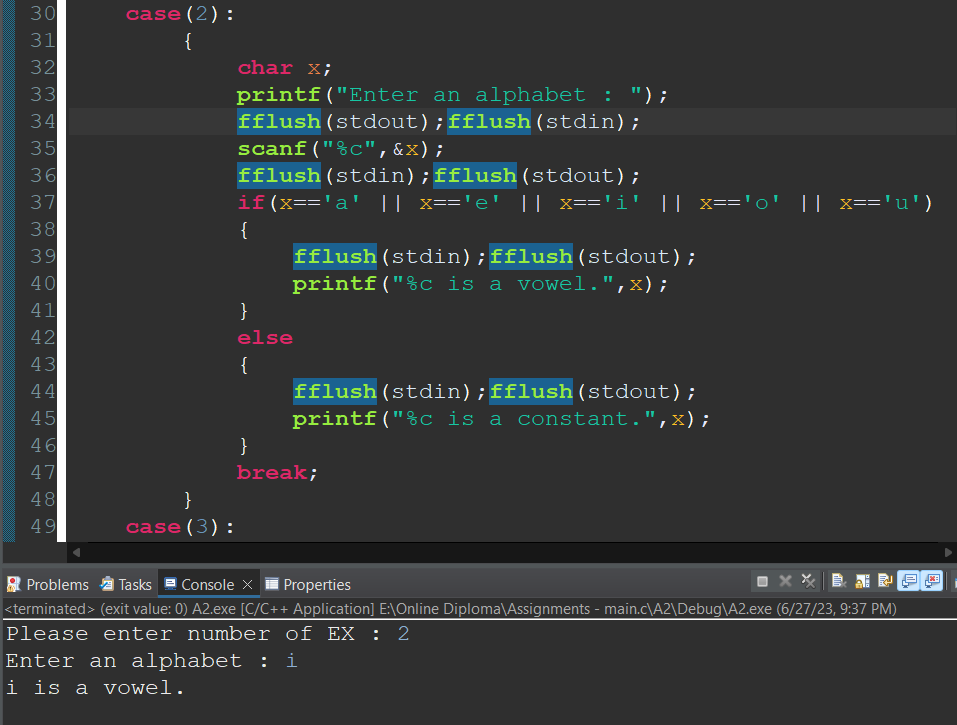 30 case(2):
31 {
32 char x;
33 printf("Enter an alphabet : ");
34 fflush(stdout);fflush(stdin);
35 scanf("%c",&x);
36 fflush(stdin);fflush(stdout);
37 if(x=='a' || x=='e' || x=='i' || x=='o' || x=='u')
38 {
39 fflush(stdin);fflush(stdout);
40 printf("%c is a vowel.",x);
41 }
42 else
43 {
44 fflush(stdin);fflush(stdout);
45 printf("%c is a constant.",x);
46 }
47 break;
48 }
49 case(3):
Problems Tasks Console Properties
<terminated> (exit value: 0) A2.exe [C/C++ Application] E:\Online Diploma\Assignments - main.c\A2\Debug\A2.exe (6/27/23, 9:37 PM)
Please enter number of EX : 2
Enter an alphabet : i
i is a vowel.